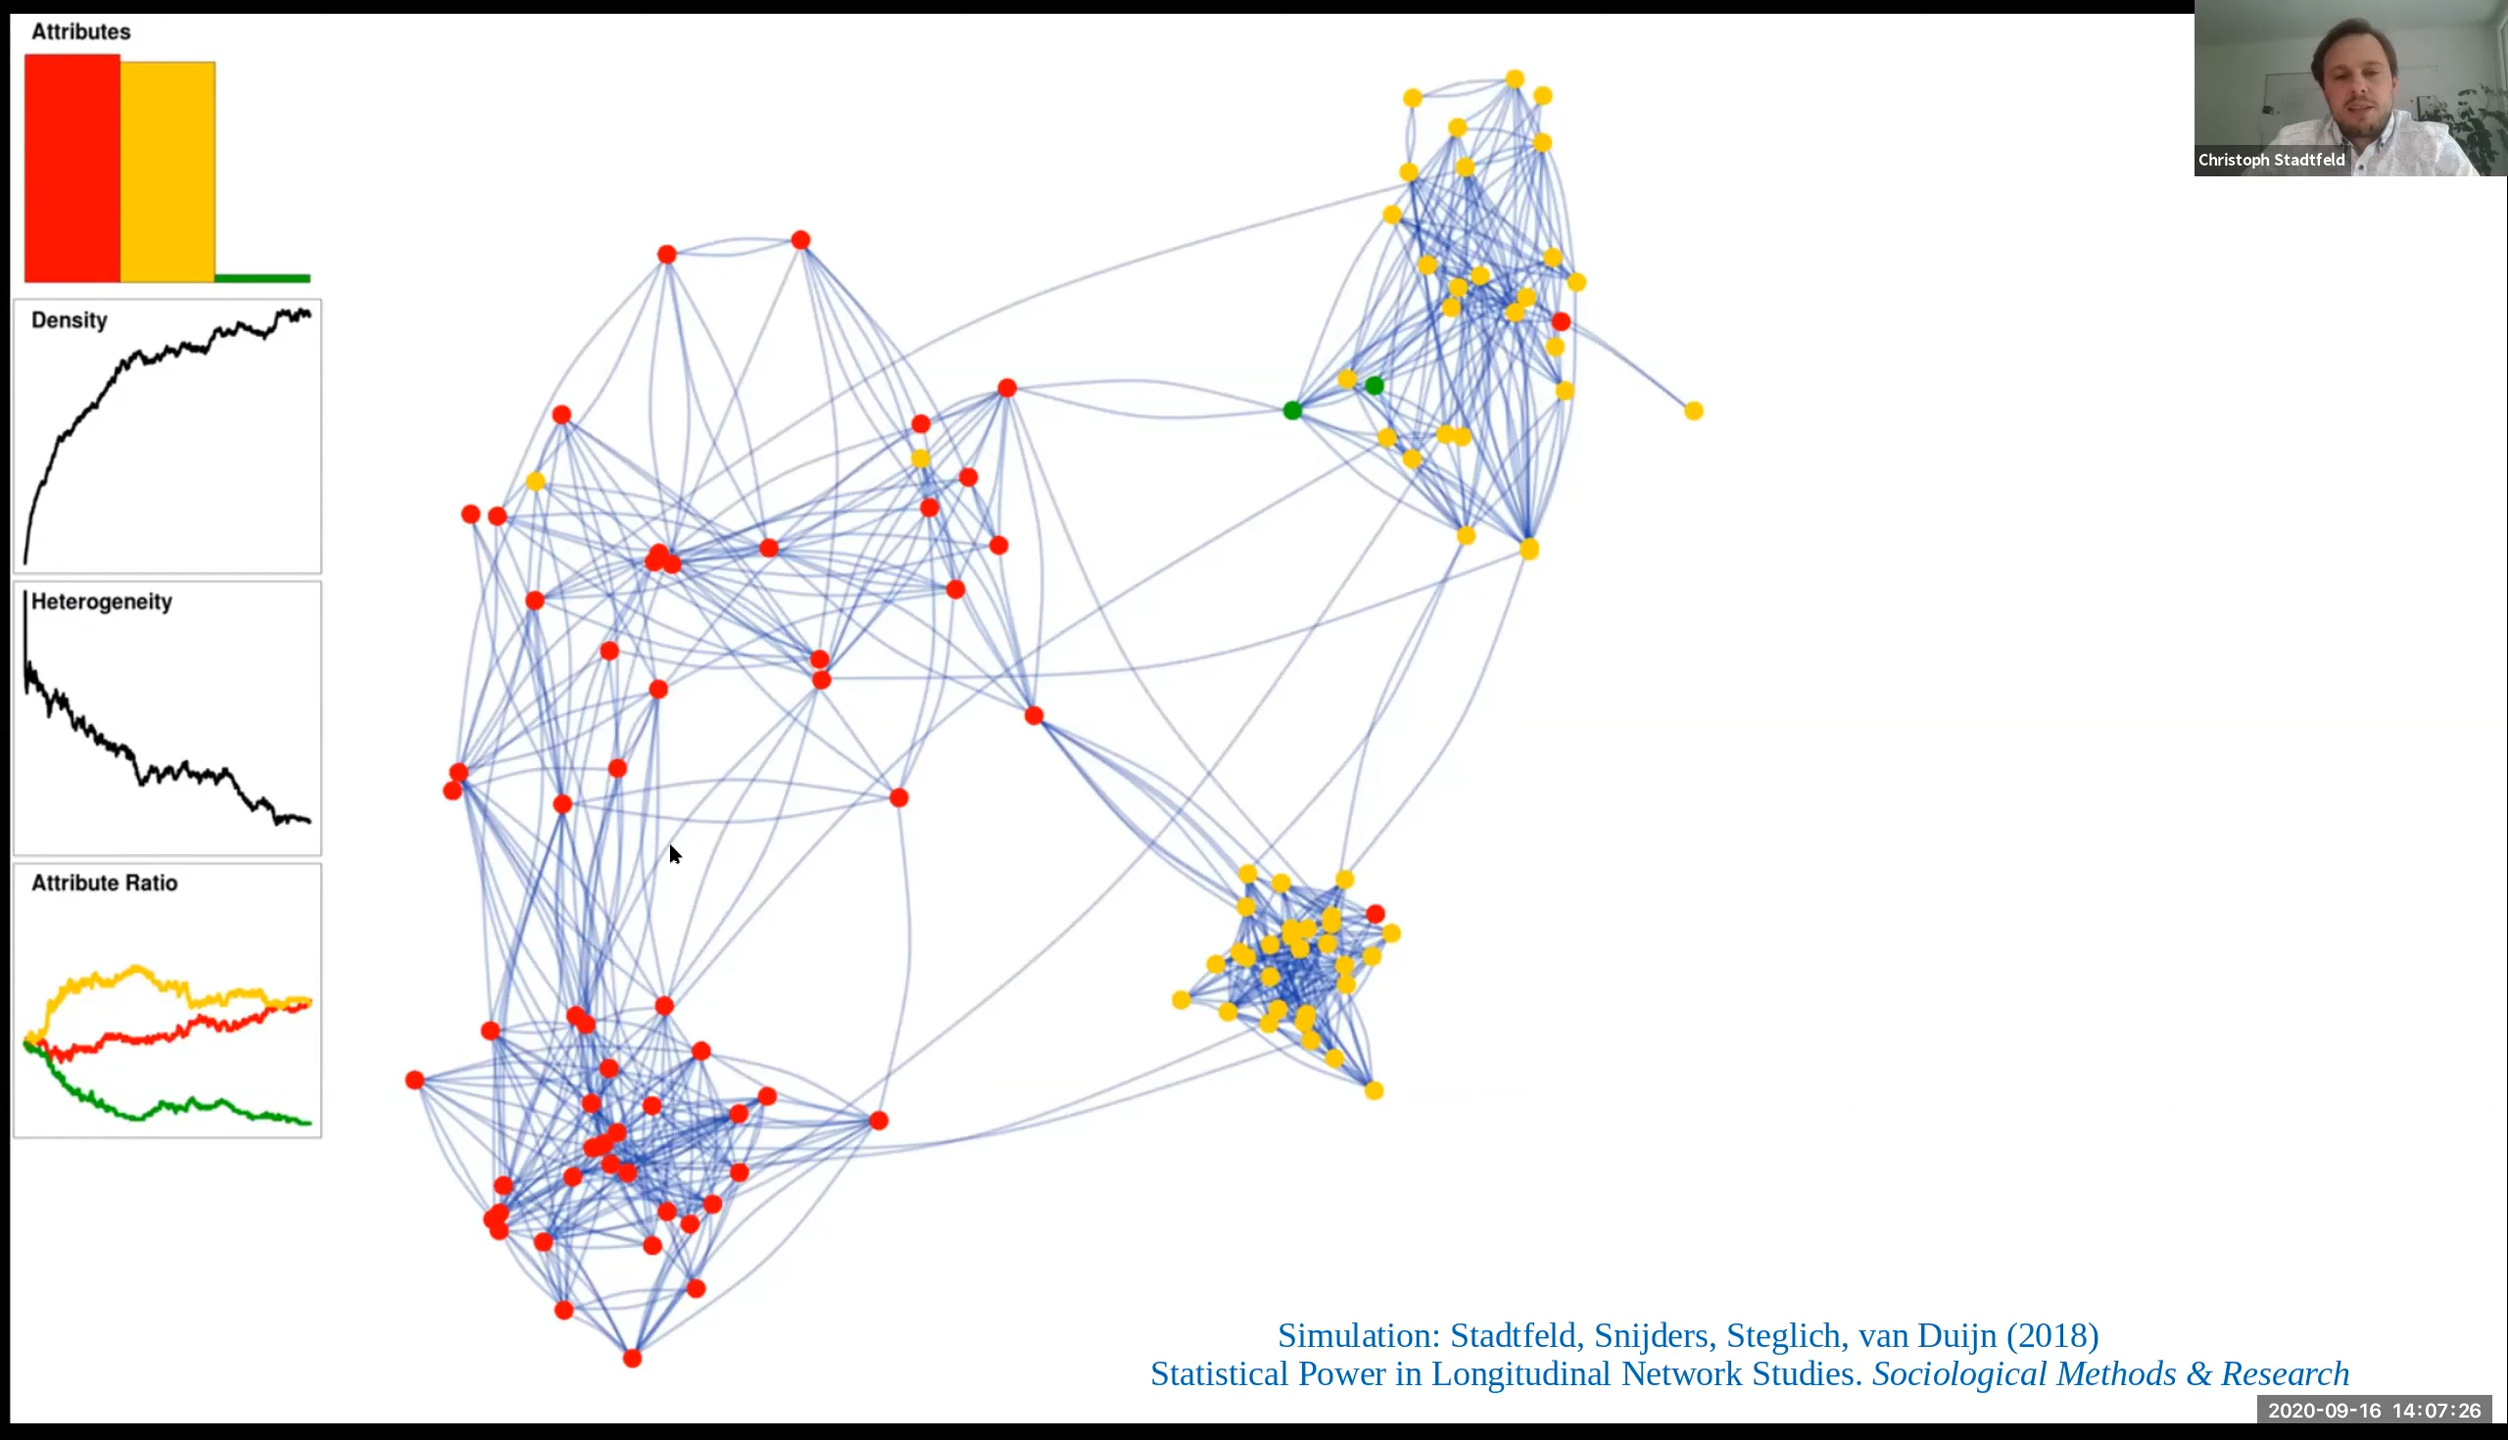 Attributes
Density
Heterogeneity
Attribute Ratio
Christoph Stadtfeld
Simulation: Stadtfeld, Snijders, Steglich, van Duijn (2018)
Statistical Power in Longitudinal Network Studies. Sociological Methods & Research
2020-09-16 14:07:26